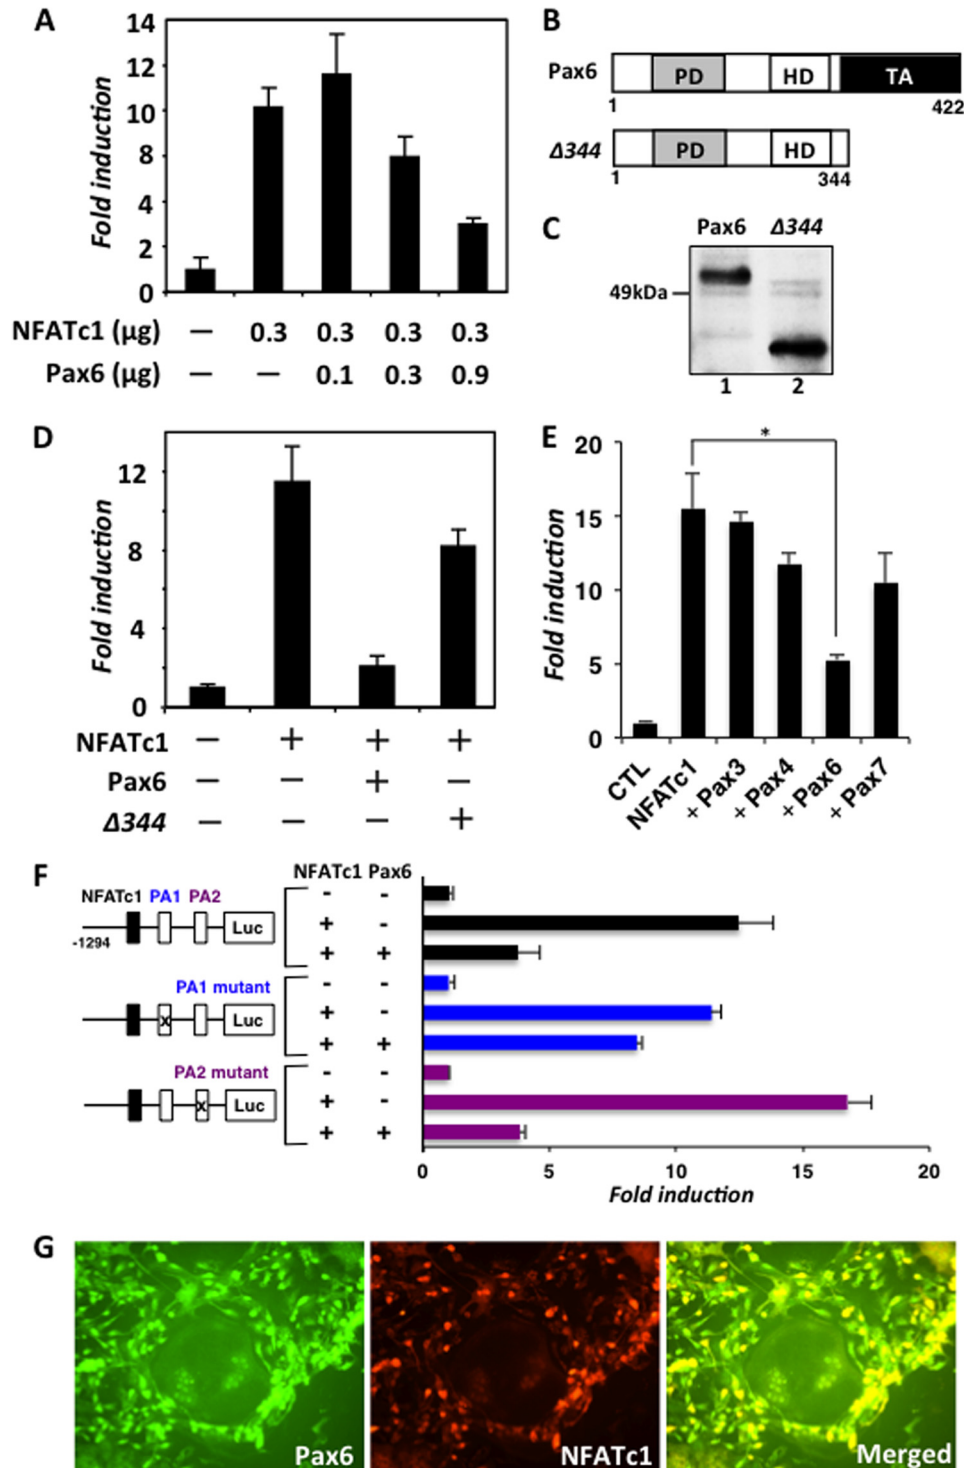 A
Fold induction
14
12
10
8
4
2
0
NFATc1 (µg) — 0.3 0.3 0.3 0.3
Pax6 (µg) — — 0.1 0.3 0.9
B
Pax6 PD HD TA
1 422
Δ344 PD HD
1 344
C
Pax6 Δ344
49kDa
1 2
D
Fold induction
12
8
4
0
NFATc1 — + + +
Pax6 — — + —
Δ344 — — — +
E
Fold induction
20
15
10
5
0
*
CTL
NFATc1
+ Pax3
+ Pax4
+ Pax6
+ Pax7
F
NFATc1 Pax6
NFATc1 PA1 PA2
-1294
Luc
- -
+ -
+ +
PA1 mutant
x
Luc
- -
+ -
+ +
PA2 mutant
x
Luc
- -
+ -
+ +
0 5 10 15 20
Fold induction
G
Pax6
NFATc1
Merged